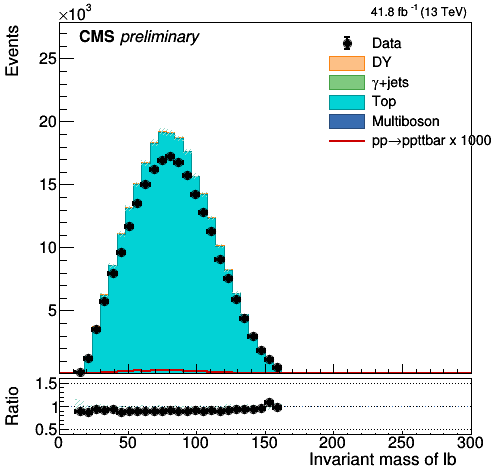 ×10³
41.8 fb⁻¹ (13 TeV)
CMS preliminary
Events
Data
DY
γ+jets
Top
Multiboson
pp→ppttbar x 1000
25
20
15
10
5
Ratio
1.5
1
0.5
0 50 100 150 200 250 300
Invariant mass of lb